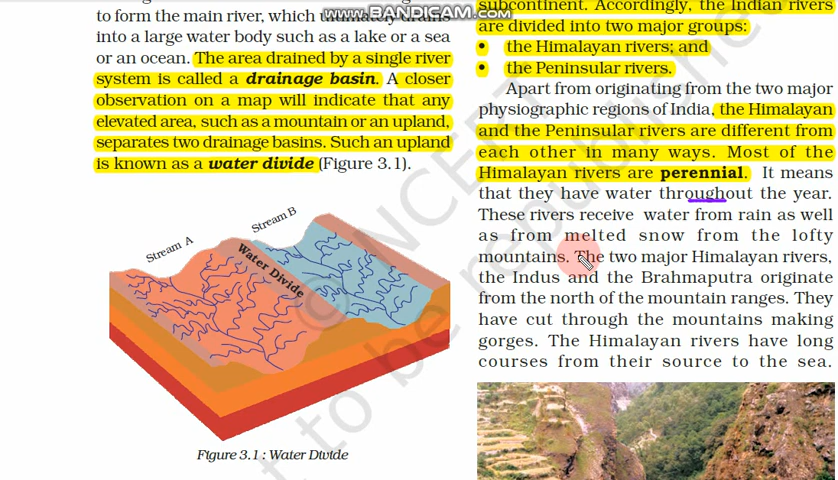 www.BANDICAM.com
to form the main river, which ultimately drains
into a large water body such as a lake or a sea
or an ocean. The area drained by a single river
system is called a drainage basin. A closer
observation on a map will indicate that any
elevated area, such as a mountain or an upland,
separates two drainage basins. Such an upland
is known as a water divide (Figure 3.1).
Stream A
Stream B
Water Divide
Figure 3.1 : Water Divide
subcontinent. Accordingly, the Indian rivers
are divided into two major groups:
• the Himalayan rivers; and
• the Peninsular rivers.
Apart from originating from the two major
physiographic regions of India, the Himalayan
and the Peninsular rivers are different from
each other in many ways. Most of the
Himalayan rivers are perennial. It means
that they have water throughout the year.
These rivers receive water from rain as well
as from melted snow from the lofty
mountains. The two major Himalayan rivers,
the Indus and the Brahmaputra originate
from the north of the mountain ranges. They
have cut through the mountains making
gorges. The Himalayan rivers have long
courses from their source to the sea.
© NCERT
not to be republished